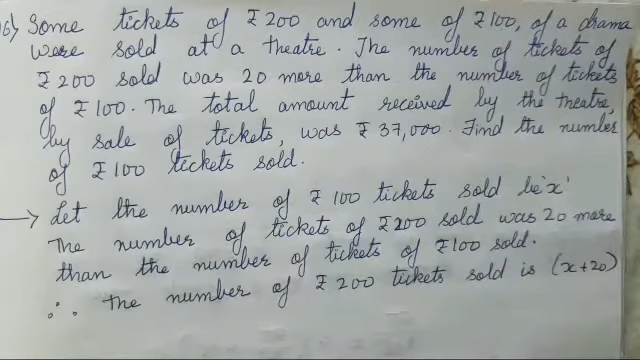 16) Some tickets of ₹200 and some of ₹100, of a drama
were sold at a theatre. The number of tickets of
₹200 sold was 20 more than the number of tickets
of ₹100. The total amount received by the theatre,
by sale of tickets, was ₹37,000. Find the number
of ₹100 tickets sold.
→ Let the number of ₹100 tickets sold be 'x'
The number of tickets of ₹200 sold was 20 more
than the number of tickets of ₹100 sold.
∴ The number of ₹200 tickets sold is (x+20)